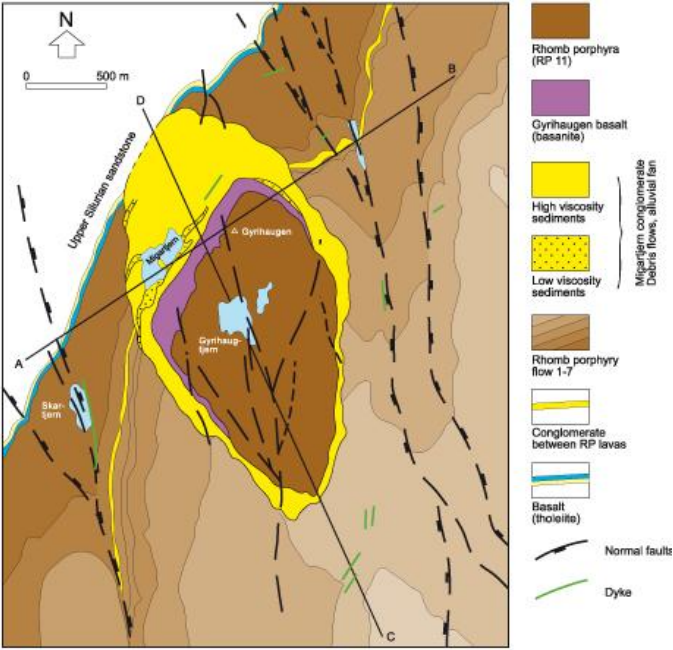 N
0
500 m
D
B
Upper Silurian sandstone
Migartjern
Gyrihaugen
Gyrihaug-
tjern
A
Skar-
tjern
C
Rhomb porphyra
(RP 11)
Gyrihaugen basalt
(basanite)
High viscosity
sediments
Low viscosity
sediments
Migartjern conglomerate
Debris flows, alluvial fan
Rhomb porphyry
flow 1-7
Conglomerate
between RP lavas
Basalt
(tholeiite)
Normal faults
Dyke